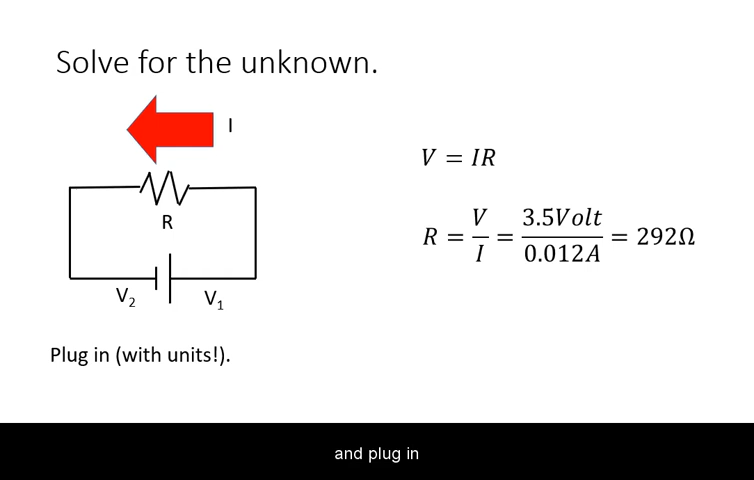 Solve for the unknown.
I
V = IR
R
R = V/I = 3.5Volt/0.012A = 292Ω
V₂ V₁
Plug in (with units!).
and plug in